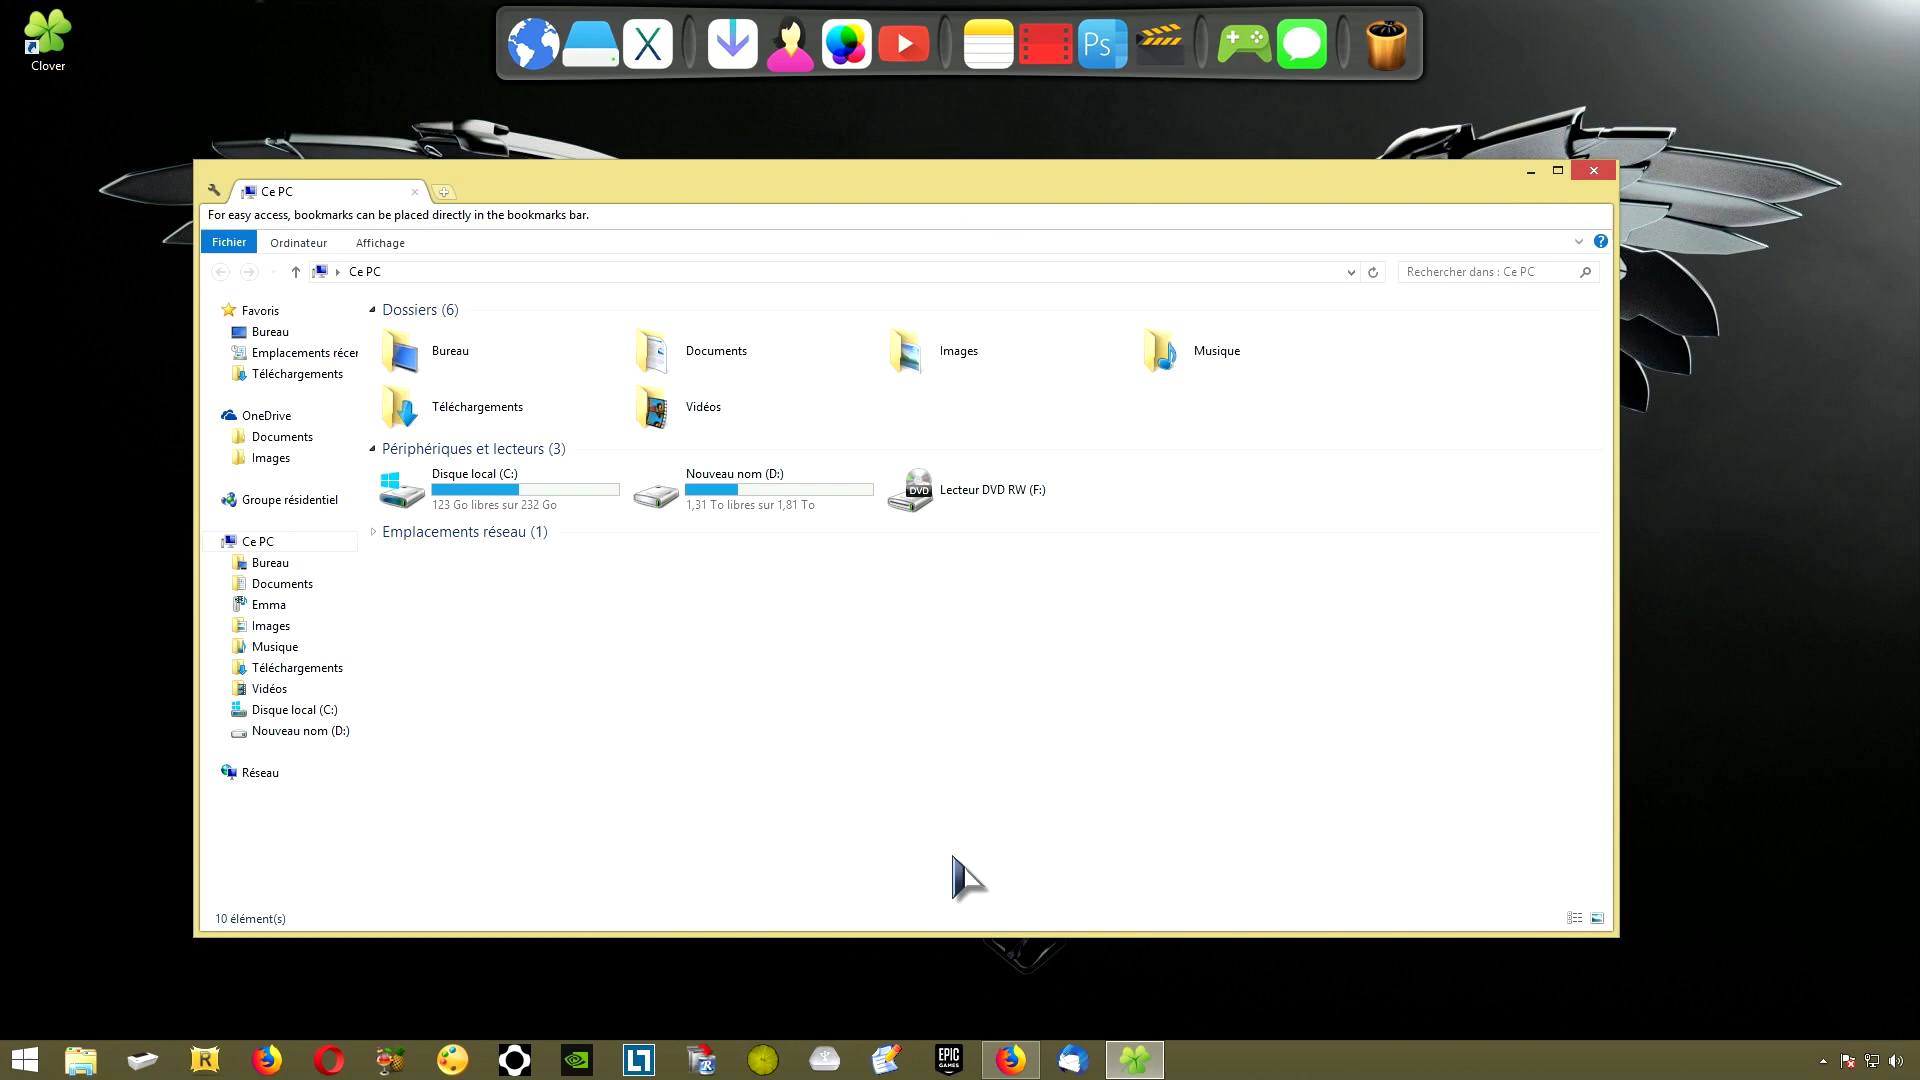 Clover
X
Ps
Ce PC
For easy access, bookmarks can be placed directly in the bookmarks bar.
Fichier
Ordinateur
Affichage
?
Ce PC
Rechercher dans : Ce PC
Favoris
Bureau
Emplacements récer
Téléchargements
OneDrive
Documents
Images
Groupe résidentiel
Ce PC
Bureau
Documents
Emma
Images
Musique
Téléchargements
Vidéos
Disque local (C:)
Nouveau nom (D:)
Réseau
Dossiers (6)
Bureau
Documents
Images
Musique
Téléchargements
Vidéos
Périphériques et lecteurs (3)
Disque local (C:)
123 Go libres sur 232 Go
Nouveau nom (D:)
1,31 To libres sur 1,81 To
DVD
Lecteur DVD RW (F:)
Emplacements réseau (1)
10 élément(s)
R
R
EPIC
GAMES